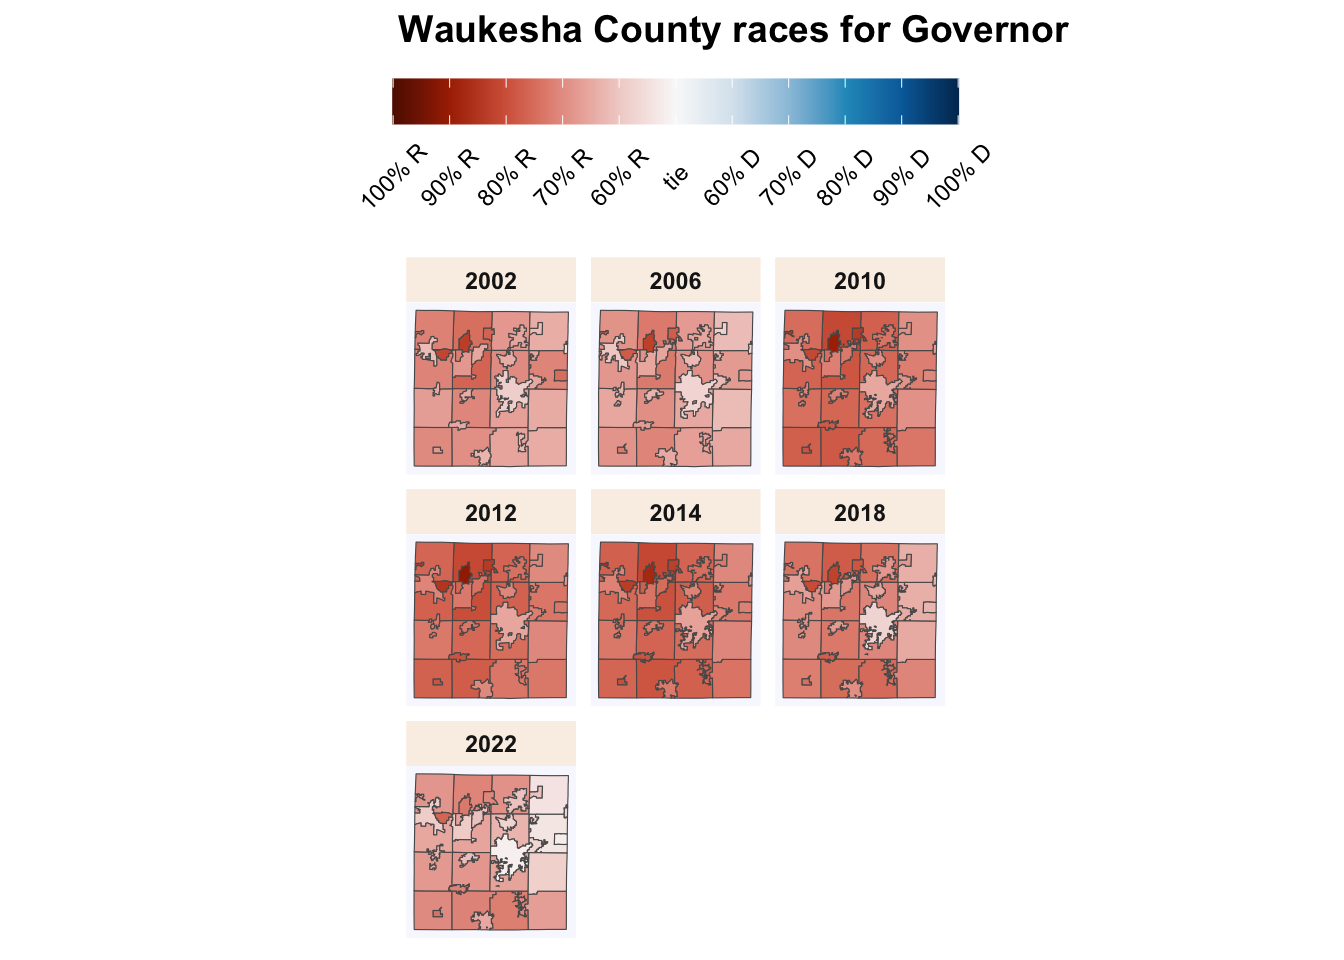 Waukesha County races for Governor
100% R
90% R
80% R
70% R
60% R
tie
60% D
70% D
80% D
90% D
100% D
2002
2006
2010
2012
2014
2018
2022